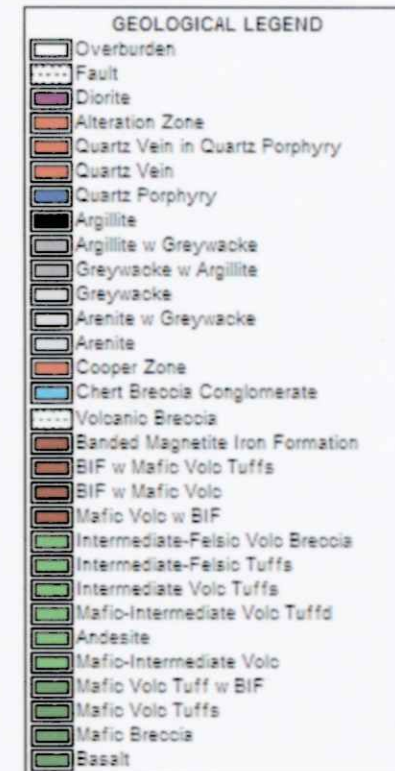 GEOLOGICAL LEGEND
Overburden
Fault
Diorite
Alteration Zone
Quartz Vein in Quartz Porphyry
Quartz Vein
Quartz Porphyry
Argillite
Argillite w Greywacke
Greywacke w Argillite
Greywacke
Arenite w Greywacke
Arenite
Cooper Zone
Chert Breccia Conglomerate
Volcanic Breccia
Banded Magnetite Iron Formation
BIF w Mafic Volc Tuffs
BIF w Mafic Volc
Mafic Volc w BIF
Intermediate-Felsic Volc Breccia
Intermediate-Felsic Tuffs
Intermediate Volc Tuffs
Mafic-Intermediate Volc Tuffd
Andesite
Mafic-Intermediate Volc
Mafic Volc Tuff w BIF
Mafic Volc Tuffs
Mafic Breccia
Basalt